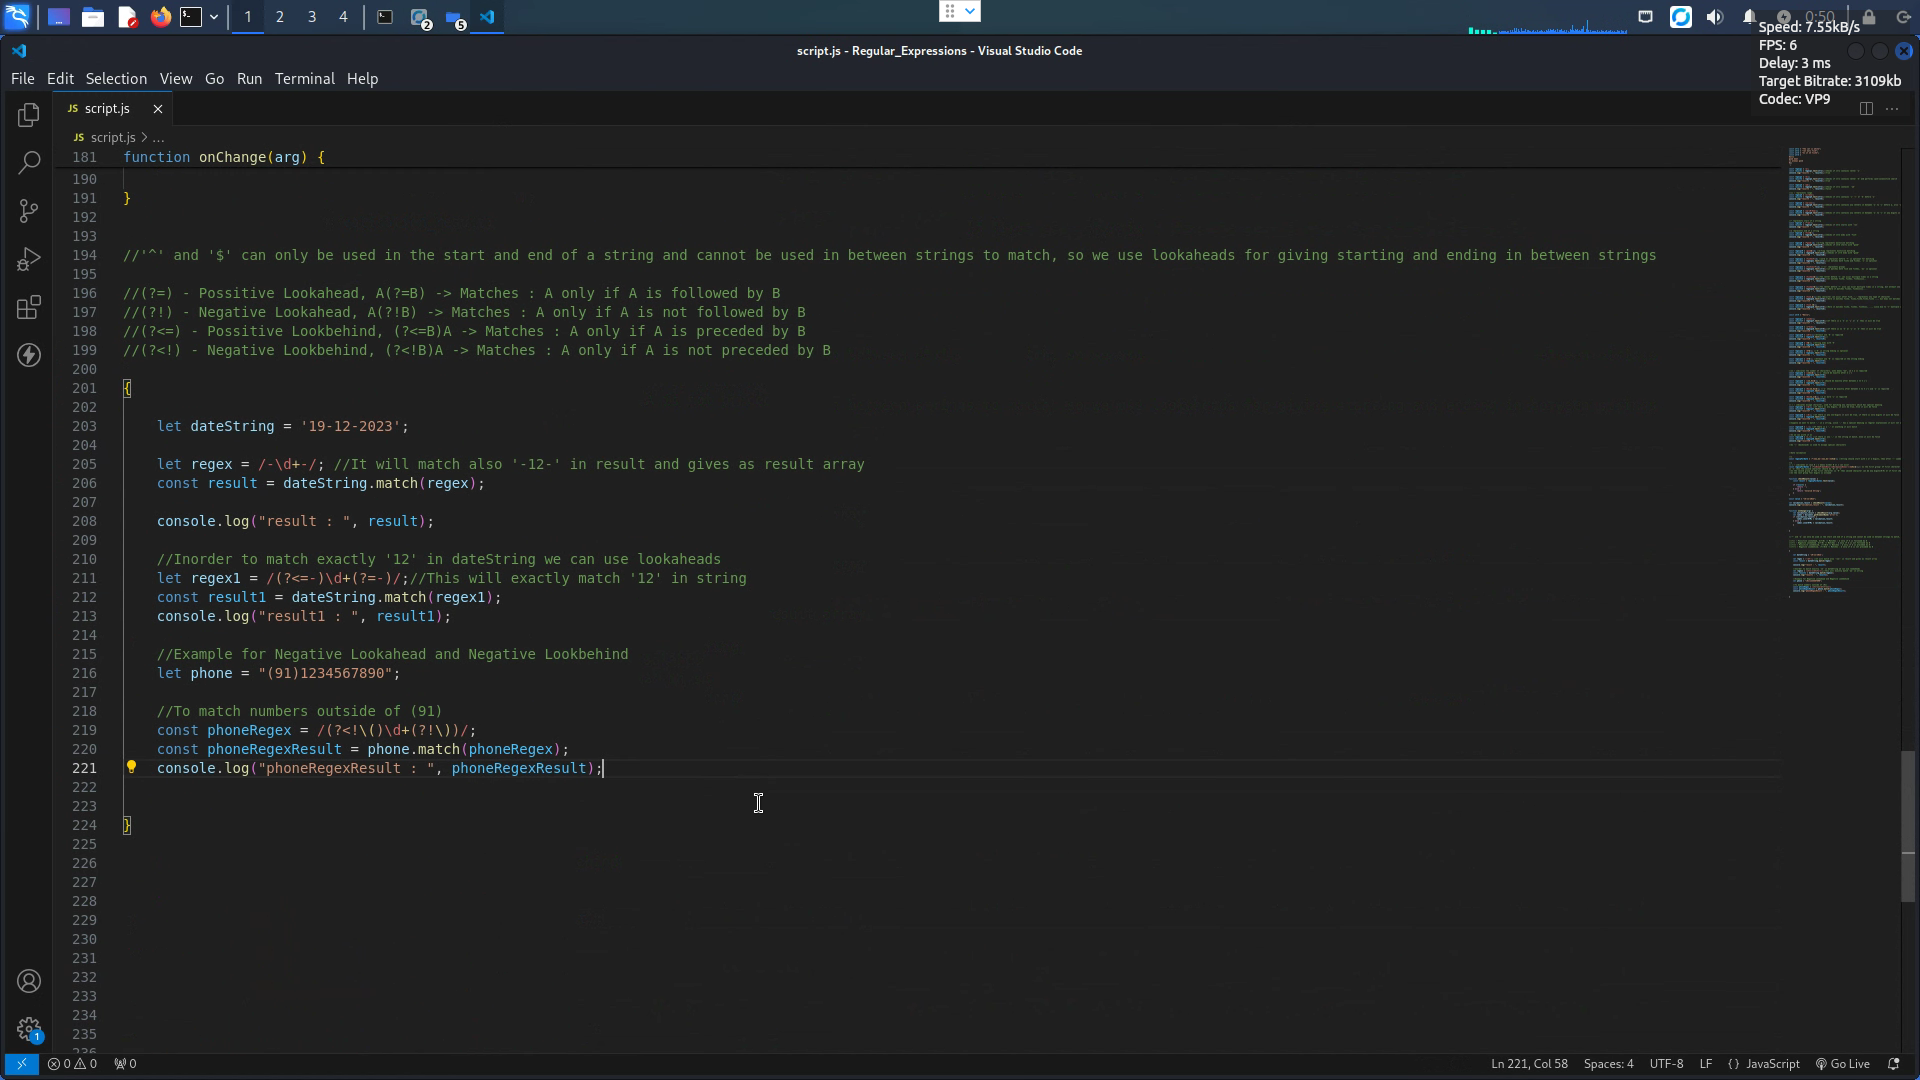 1 2 3 4 2 5 0:50
Speed: 7.55kB/s
FPS: 6
Delay: 3 ms
Target Bitrate: 3109kb
Codec: VP9
script.js - Regular_Expressions - Visual Studio Code
File Edit Selection View Go Run Terminal Help
JS script.js
JS script.js > ...
181 function onChange(arg) {
190
191 }
192
193
194 //'^' and '$' can only be used in the start and end of a string and cannot be used in between strings to match, so we use lookaheads for giving starting and ending in between strings
195
196 //(?=) - Possitive Lookahead, A(?=B) -> Matches : A only if A is followed by B
197 //(?!) - Negative Lookahead, A(?!B) -> Matches : A only if A is not followed by B
198 //(?<=) - Possitive Lookbehind, (?<=B)A -> Matches : A only if A is preceded by B
199 //(?<!) - Negative Lookbehind, (?<!B)A -> Matches : A only if A is not preceded by B
200
201 {
202
203 let dateString = '19-12-2023';
204
205 let regex = /-\d+-/; //It will match also '-12-' in result and gives as result array
206 const result = dateString.match(regex);
207
208 console.log("result : ", result);
209
210 //Inorder to match exactly '12' in dateString we can use lookaheads
211 let regex1 = /(?<=-)\d+(?=-)/;//This will exactly match '12' in string
212 const result1 = dateString.match(regex1);
213 console.log("result1 : ", result1);
214
215 //Example for Negative Lookahead and Negative Lookbehind
216 let phone = "(91)1234567890";
217
218 //To match numbers outside of (91)
219 const phoneRegex = /(?<!\()\d+(?!\))/;
220 const phoneRegexResult = phone.match(phoneRegex);
221 console.log("phoneRegexResult : ", phoneRegexResult);
222
223
224 }
225
226
227
228
229
230
231
232
233
234
235
1
0 0 0 Ln 221, Col 58 Spaces: 4 UTF-8 LF {} JavaScript Go Live